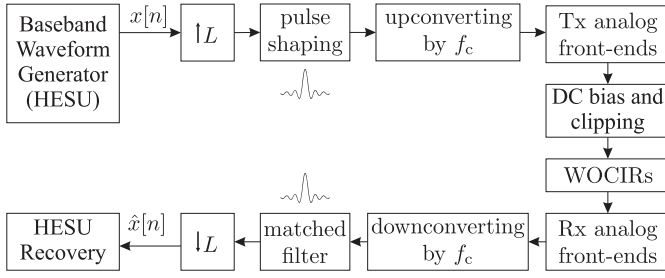 Baseband
Waveform
Generator
(HESU)
x[n]
↑L
pulse
shaping
upconverting
by f_c
Tx analog
front-ends
DC bias and
clipping
WOCIRs
Rx analog
front-ends
downconverting
by f_c
matched
filter
↓L
x̂[n]
HESU
Recovery